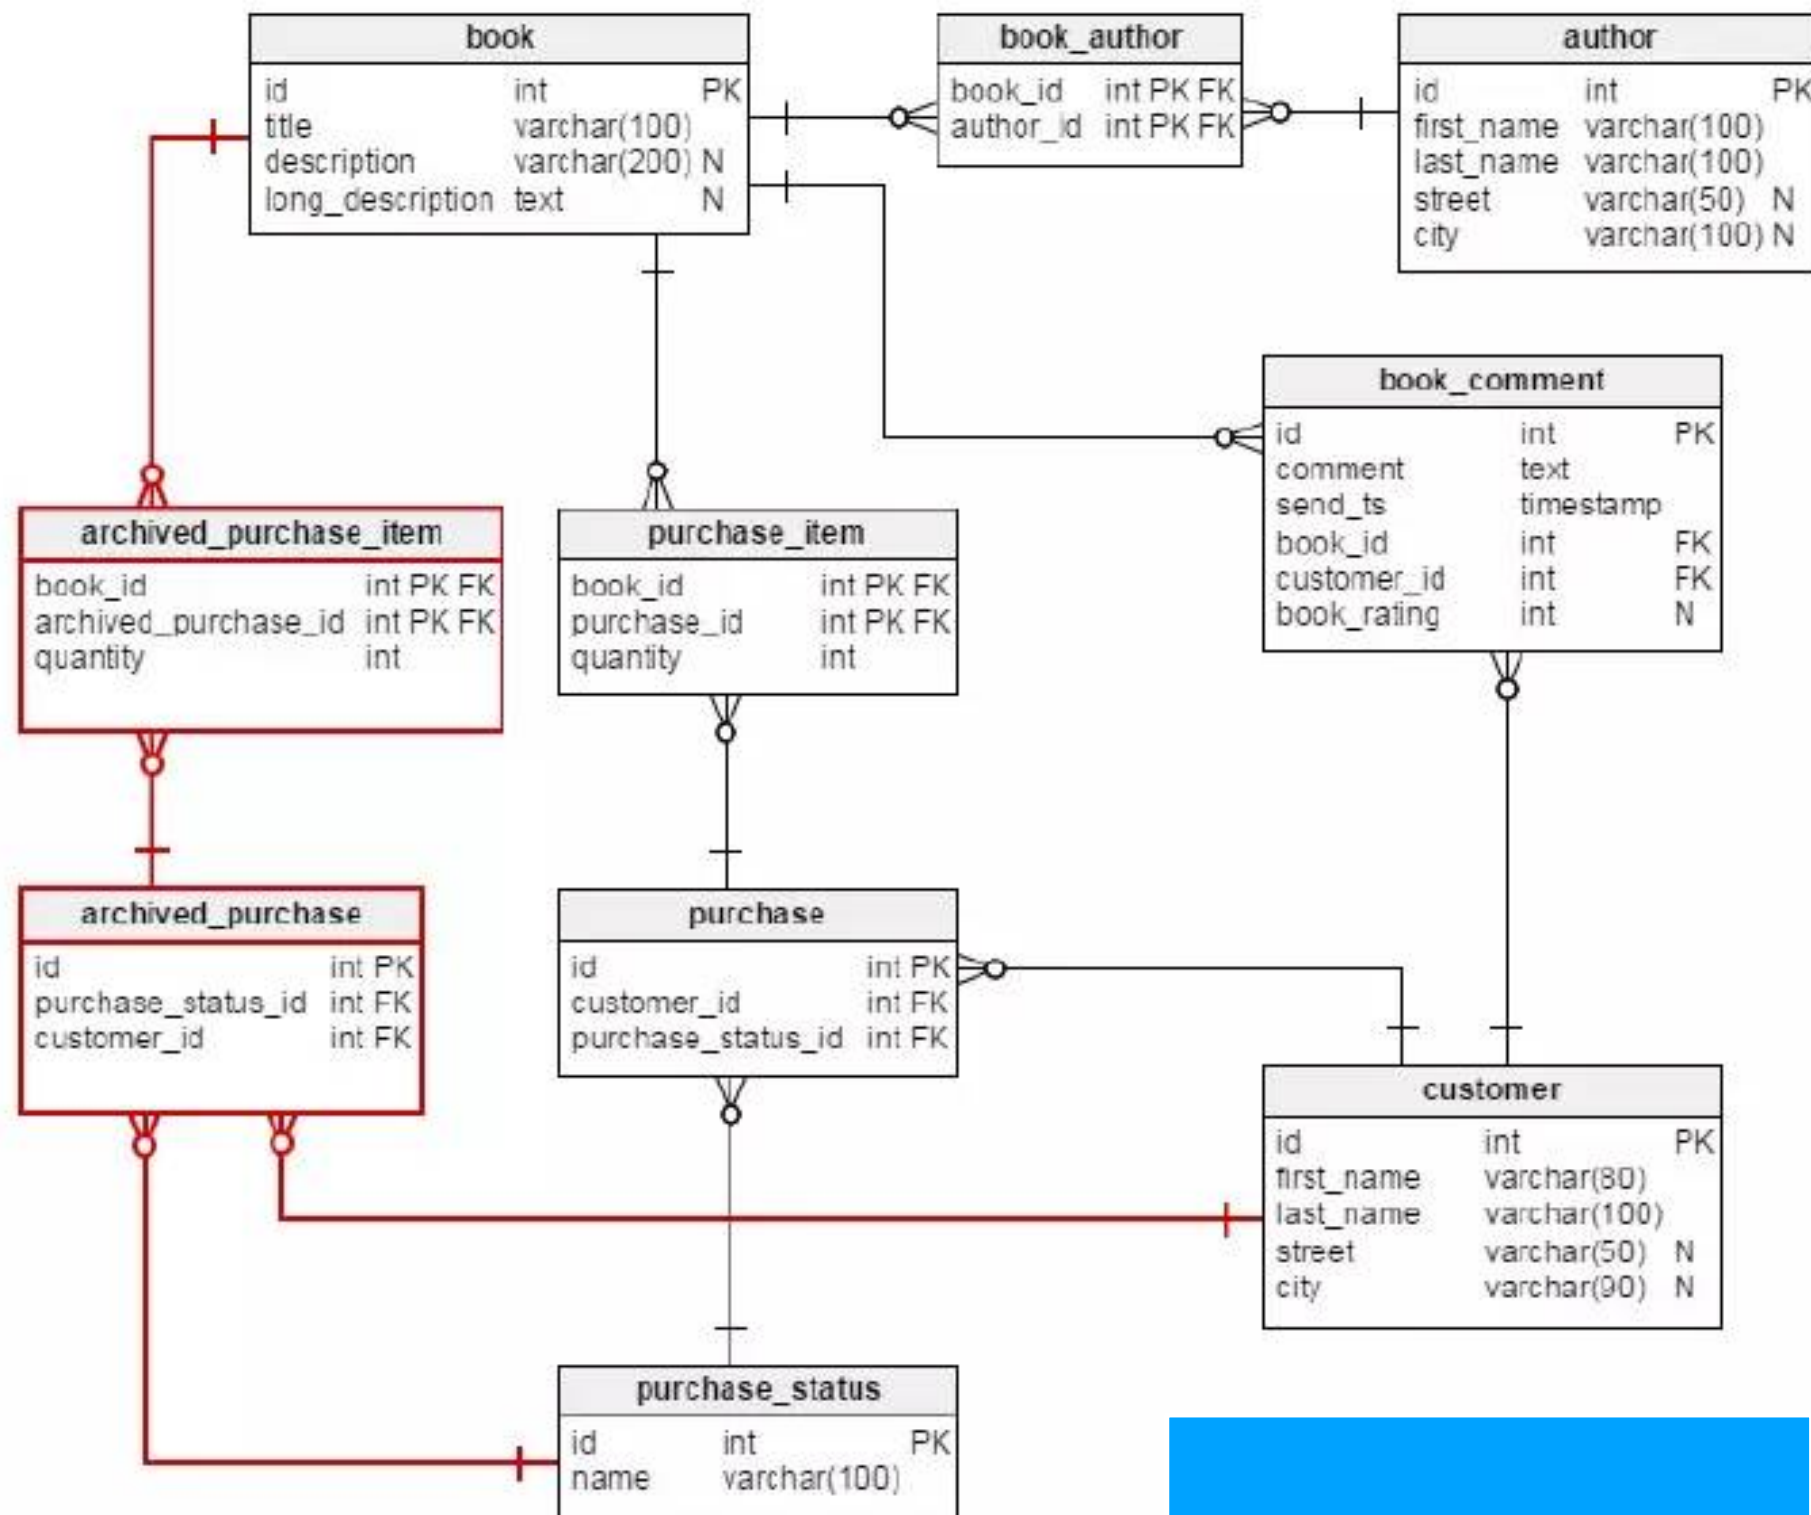 book
id int PK
title varchar(100)
description varchar(200) N
long_description text N
book_author
book_id int PK FK
author_id int PK FK
author
id int PK
first_name varchar(100)
last_name varchar(100)
street varchar(50) N
city varchar(100) N
book_comment
id int PK
comment text
send_ts timestamp
book_id int FK
customer_id int FK
book_rating int N
archived_purchase_item
book_id int PK FK
archived_purchase_id int PK FK
quantity int
purchase_item
book_id int PK FK
purchase_id int PK FK
quantity int
archived_purchase
id int PK
purchase_status_id int FK
customer_id int FK
purchase
id int PK
customer_id int FK
purchase_status_id int FK
customer
id int PK
first_name varchar(80)
last_name varchar(100)
street varchar(50) N
city varchar(90) N
purchase_status
id int PK
name varchar(100)